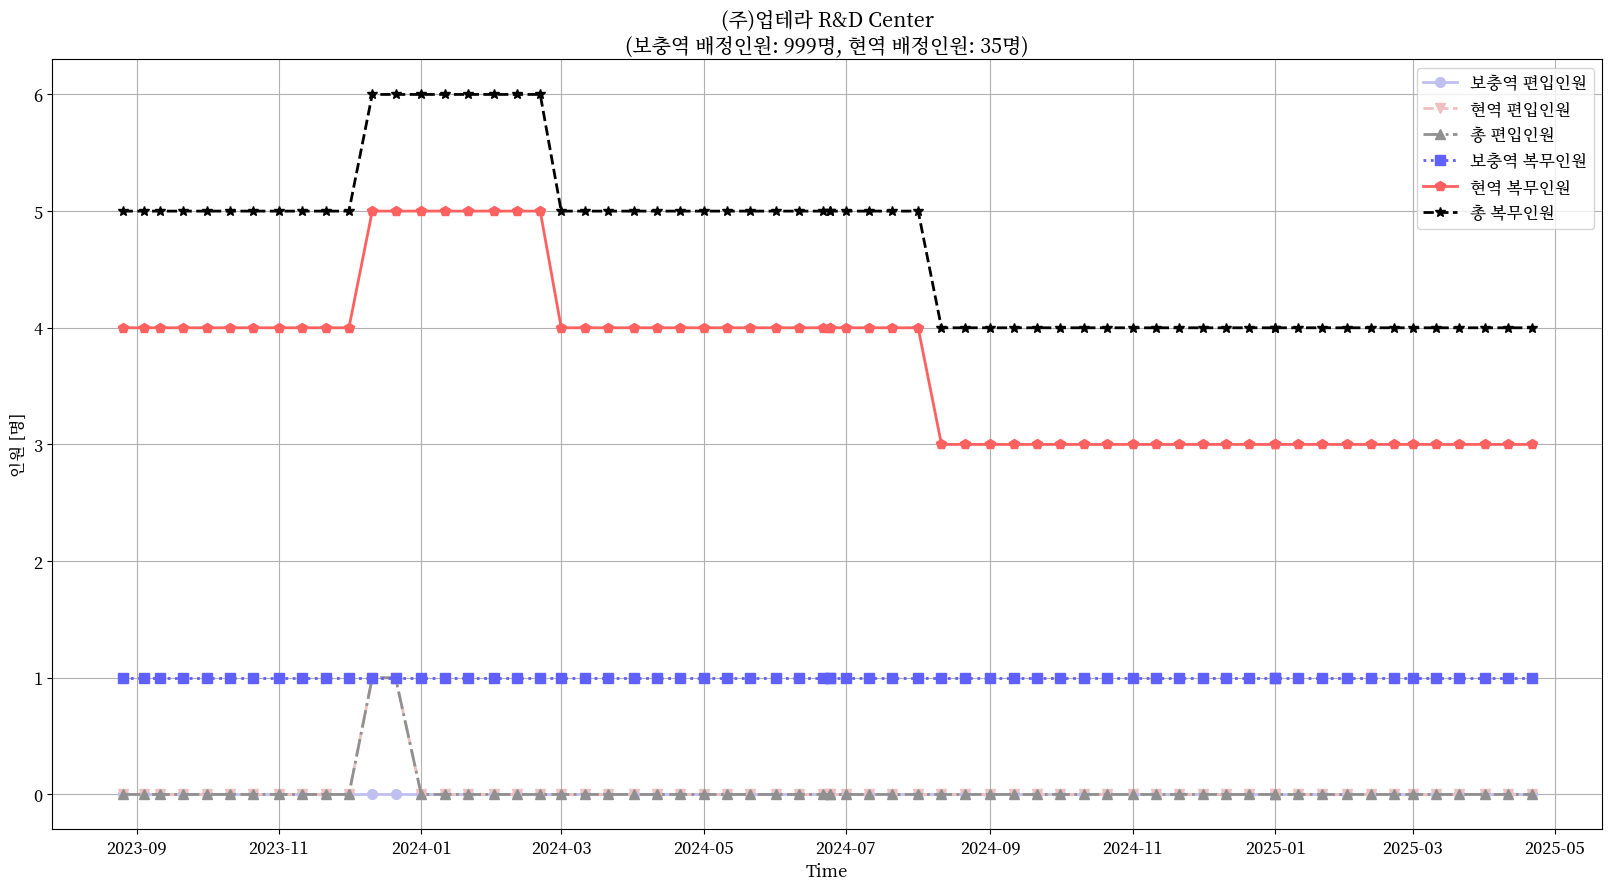 (주)업테라 R&D Center
(보충역 배정인원: 999명, 현역 배정인원: 35명)
보충역 편입인원
현역 편입인원
총 편입인원
보충역 복무인원
현역 복무인원
총 복무인원
인원 [명]
6
5
4
3
2
1
0
2023-09 2023-11 2024-01 2024-03 2024-05 2024-07 2024-09 2024-11 2025-01 2025-03 2025-05
Time